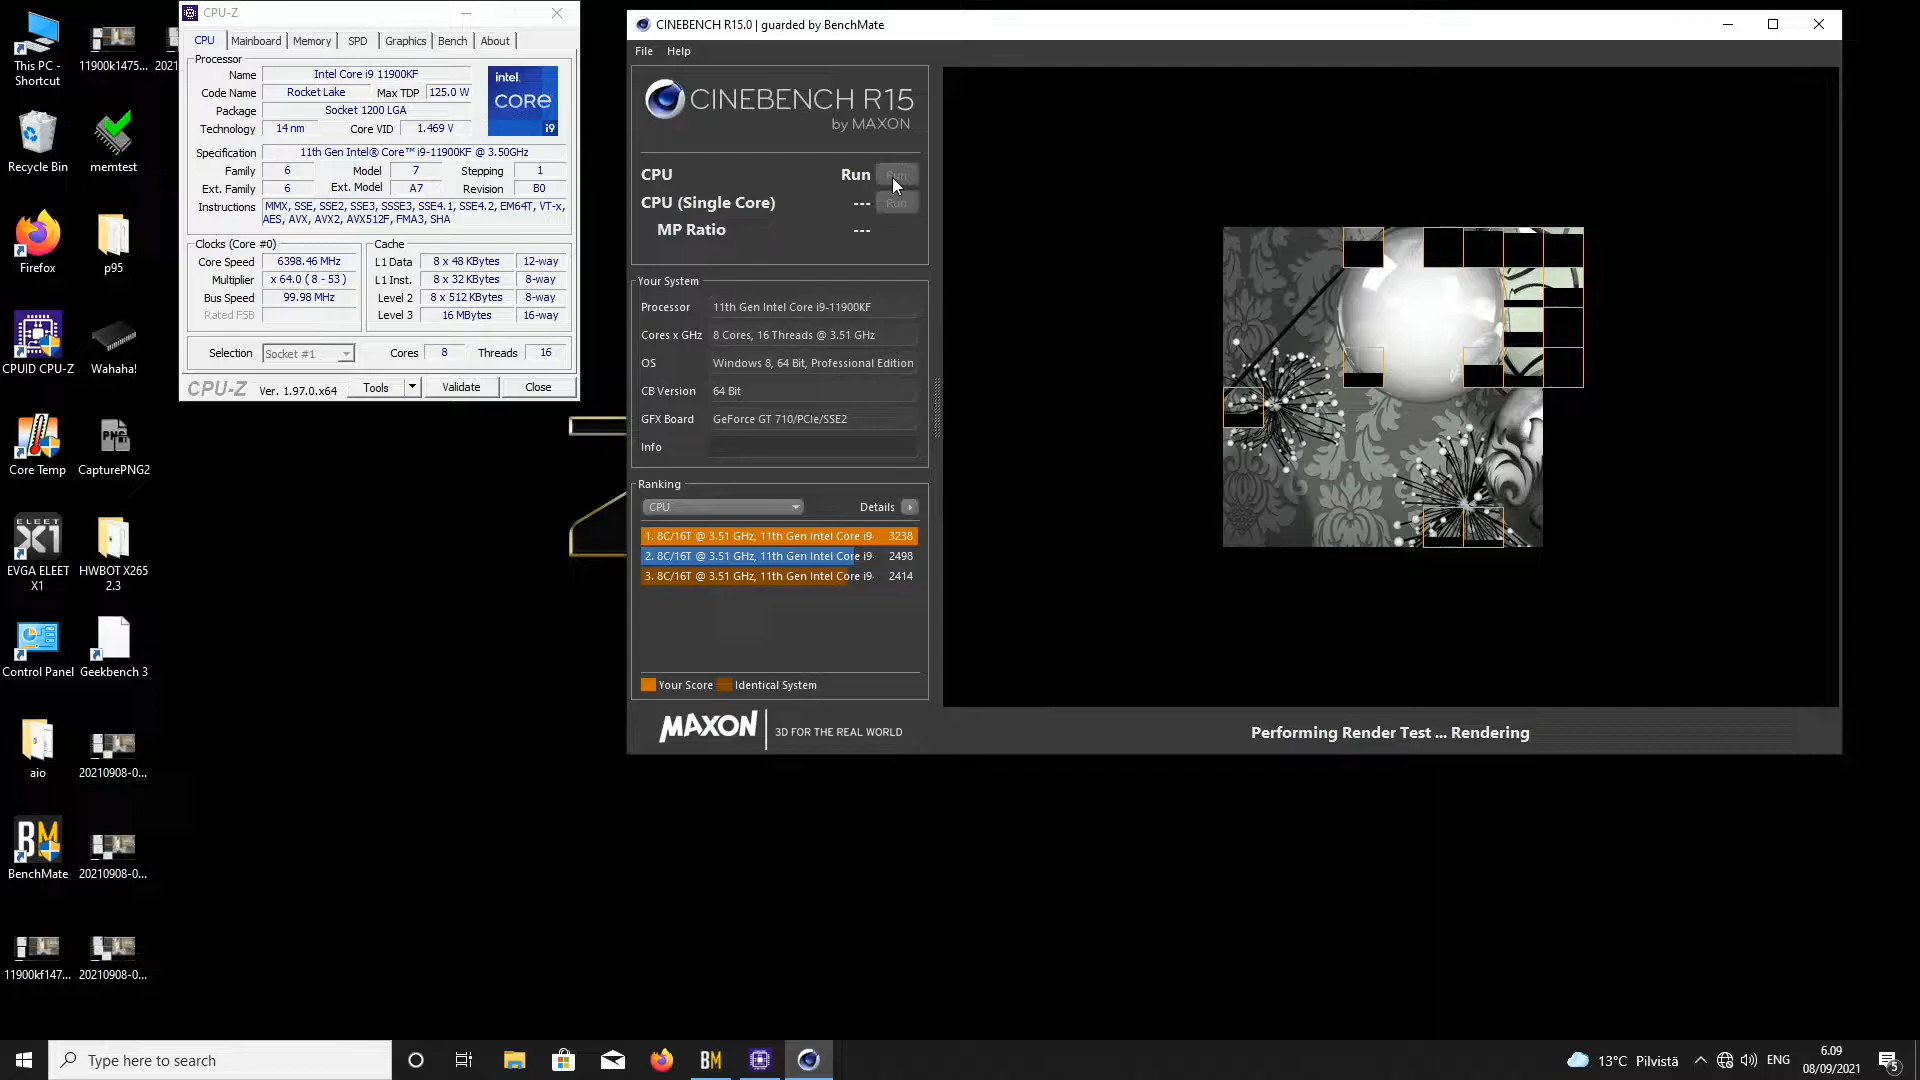 This PC -
Shortcut
11900k1475...
2021
Recycle Bin
memtest
Firefox
p95
CPUID CPU-Z
Wahaha!
Core Temp
CapturePNG2
EVGA ELEET
X1
HWBOT X265
2.3
Control Panel
Geekbench 3
aio
20210908-0...
BenchMate
20210908-0...
11900kf147...
20210908-0...
CPU-Z
CPU
Mainboard
Memory
SPD
Graphics
Bench
About
Processor
Name Intel Core i9 11900KF
Code Name Rocket Lake Max TDP 125.0 W
Package Socket 1200 LGA
Technology 14 nm Core VID 1.469 V
intel.
CORE
i9
Specification 11th Gen Intel® Core™ i9-11900KF @ 3.50GHz
Family 6 Model 7 Stepping 1
Ext. Family 6 Ext. Model A7 Revision B0
Instructions MMX, SSE, SSE2, SSE3, SSSE3, SSE4.1, SSE4.2, EM64T, VT-x,
AES, AVX, AVX2, AVX512F, FMA3, SHA
Clocks (Core #0)
Core Speed 6398.46 MHz
Multiplier x 64.0 ( 8 - 53 )
Bus Speed 99.98 MHz
Rated FSB
Cache
L1 Data 8 x 48 KBytes 12-way
L1 Inst. 8 x 32 KBytes 8-way
Level 2 8 x 512 KBytes 8-way
Level 3 16 MBytes 16-way
Selection Socket #1 Cores 8 Threads 16
CPU-Z Ver. 1.97.0.x64 Tools Validate Close
CINEBENCH R15.0 | guarded by BenchMate
File Help
CINEBENCH R15
by MAXON
CPU Run Run
CPU (Single Core) --- Run
MP Ratio ---
Your System
Processor 11th Gen Intel Core i9-11900KF
Cores x GHz 8 Cores, 16 Threads @ 3.51 GHz
OS Windows 8, 64 Bit, Professional Edition
CB Version 64 Bit
GFX Board GeForce GT 710/PCIe/SSE2
Info
Ranking
CPU Details
1. 8C/16T @ 3.51 GHz, 11th Gen Intel Core i9- 3238
2. 8C/16T @ 3.51 GHz, 11th Gen Intel Core i9- 2498
3. 8C/16T @ 3.51 GHz, 11th Gen Intel Core i9- 2414
Your Score Identical System
MAXON 3D FOR THE REAL WORLD
Performing Render Test ... Rendering
Type here to search
BM
13°C Pilvistä
ENG
6.09
08/09/2021
5